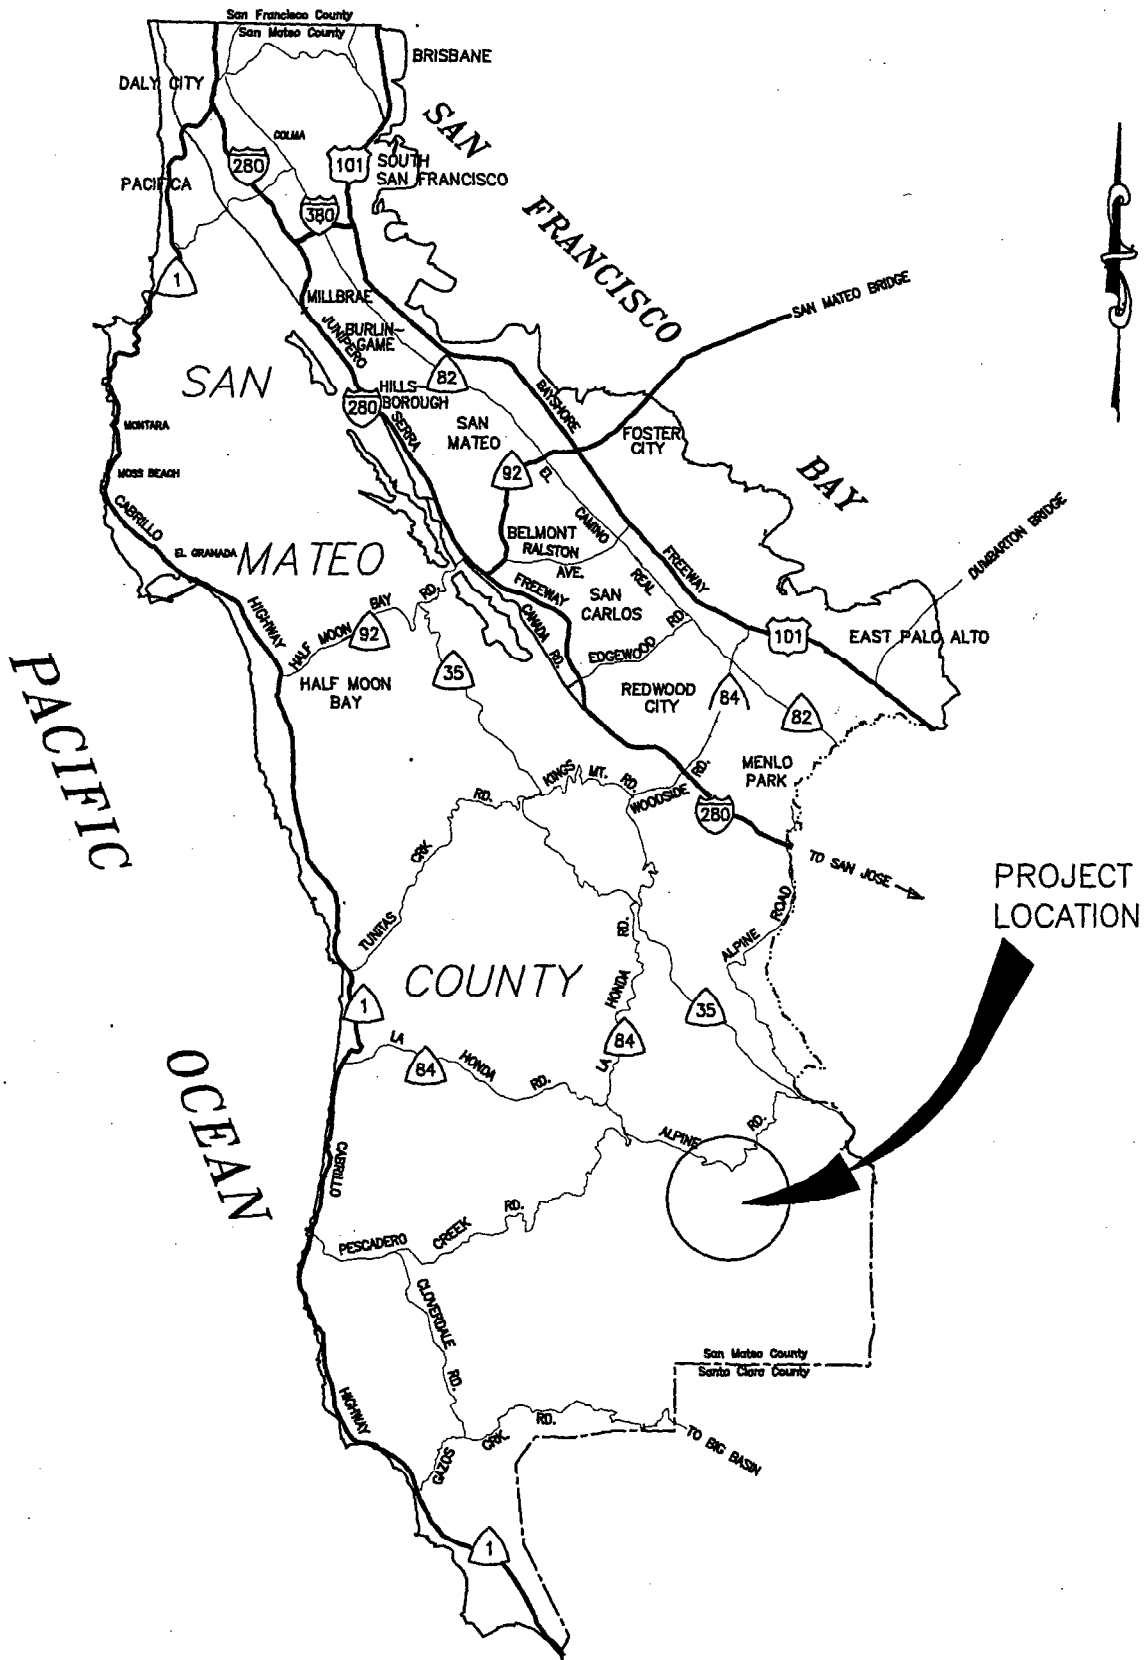 San Francisco County
San Mateo County
BRISBANE
DALY CITY
SAN FRANCISCO BAY
COLMA
280
101
SOUTH
SAN FRANCISCO
PACIFICA
380
1
MILLBRAE
SAN MATEO BRIDGE
BURLIN-
GAME
JUNIPERO
82
HILLS
BOROUGH
280
SERRA
SAN
BAYSHORE
MONTARA
SAN
MATEO
FOSTER
CITY
92
EL
MOSS BEACH
CABRILLO
CAMINO
BELMONT
RALSTON
AVE.
EL GRANADA
MATEO
FREEWAY
DUMBARTON BRIDGE
REAL
FREEWAY
SAN
CARLOS
HIGHWAY
HALF MOON BAY RD.
92
CANADA RD.
EDGEWOOD RD.
101
EAST PALO ALTO
35
HALF MOON
BAY
REDWOOD
CITY
84
82
PACIFIC
MENLO
PARK
KINGS MT. RD.
WOODSIDE RD.
280
TO SAN JOSE
TUNITAS CRK RD.
ALPINE ROAD
PROJECT
LOCATION
COUNTY
LA HONDA RD.
35
1
84
LA HONDA RD.
84
OCEAN
ALPINE RD.
CABRILLO
PESCADERO CREEK RD.
CLOVERDALE RD.
San Mateo County
Santa Clara County
HIGHWAY
GAZOS CRK RD.
TO BIG BASIN
1